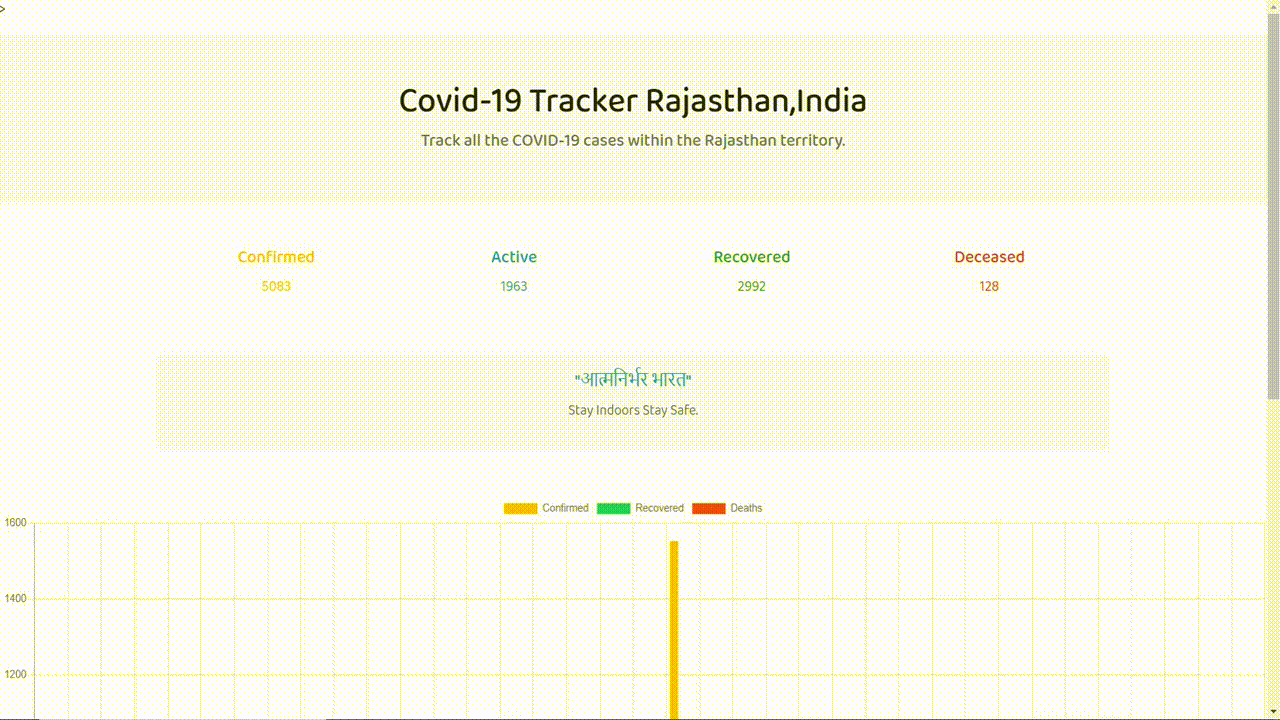 >
Covid-19 Tracker Rajasthan,India
Track all the COVID-19 cases within the Rajasthan territory.
Confirmed Active Recovered Deceased
5083 1963 2992 128
"आत्मनिर्भर भारत"
Stay Indoors Stay Safe.
Confirmed Recovered Deaths
1600
1400
1200